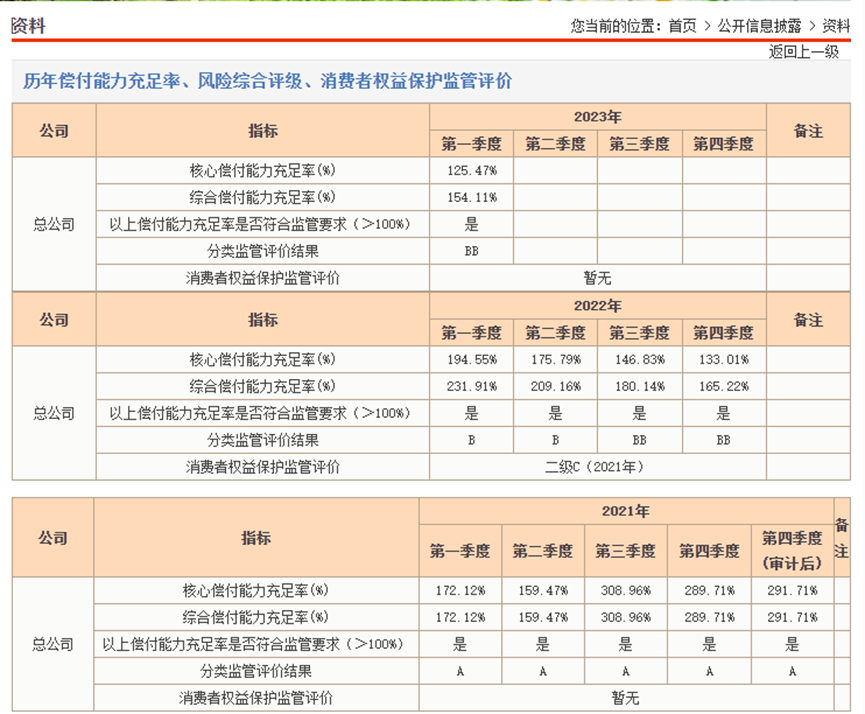 资料
您当前的位置：首页 > 公开信息披露 > 资料
返回上一级
历年偿付能力充足率、风险综合评级、消费者权益保护监管评价
公司 指标 2023年 备注
第一季度 第二季度 第三季度 第四季度
总公司
核心偿付能力充足率(%) 125.47%
综合偿付能力充足率(%) 154.11%
以上偿付能力充足率是否符合监管要求（＞100%） 是
分类监管评价结果 BB
消费者权益保护监管评价 暂无
公司 指标 2022年 备注
第一季度 第二季度 第三季度 第四季度
总公司
核心偿付能力充足率(%) 194.55% 175.79% 146.83% 133.01%
综合偿付能力充足率(%) 231.91% 209.16% 180.14% 165.22%
以上偿付能力充足率是否符合监管要求（＞100%） 是 是 是 是
分类监管评价结果 B B BB BB
消费者权益保护监管评价 二级C（2021年）
公司 指标 2021年 备注
第一季度 第二季度 第三季度 第四季度 第四季度(审计后)
总公司
核心偿付能力充足率(%) 172.12% 159.47% 308.96% 289.71% 291.71%
综合偿付能力充足率(%) 172.12% 159.47% 308.96% 289.71% 291.71%
以上偿付能力充足率是否符合监管要求（＞100%） 是 是 是 是 是
分类监管评价结果 A A A A A
消费者权益保护监管评价 暂无